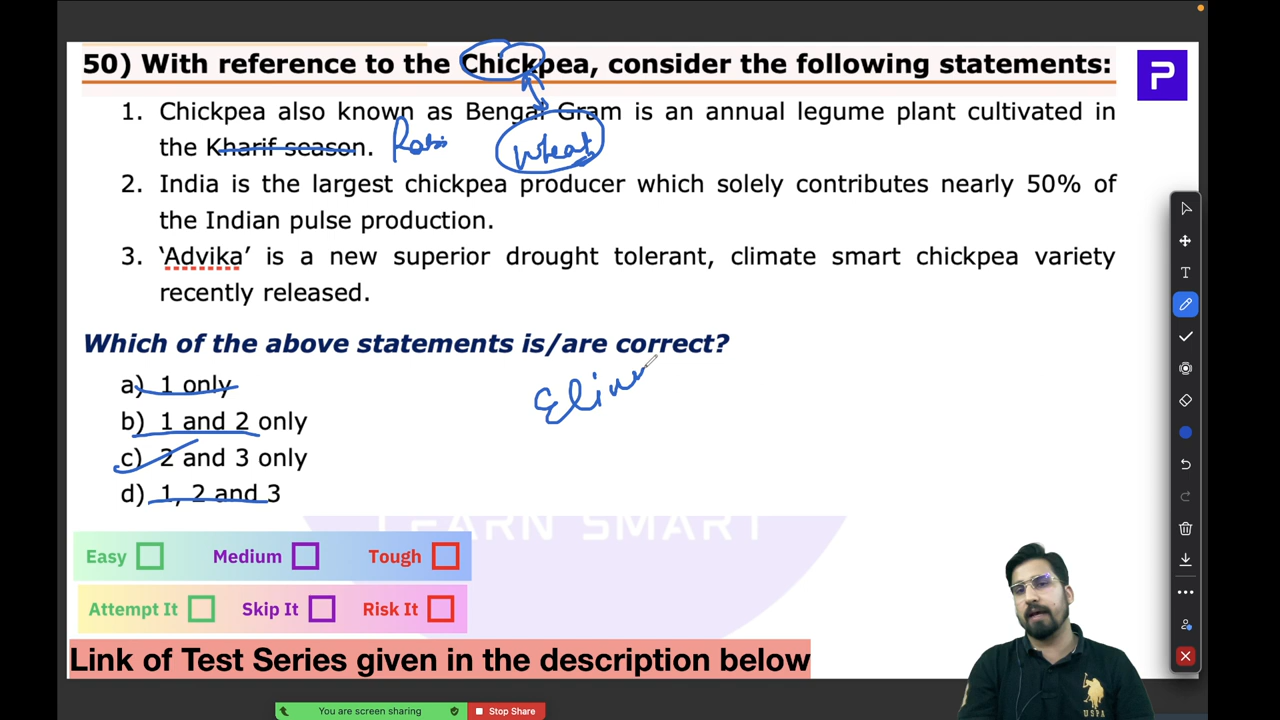 50) With reference to the Chickpea, consider the following statements:
1. Chickpea also known as Bengal Gram is an annual legume plant cultivated in
the Kharif season. Rabi Wheat
2. India is the largest chickpea producer which solely contributes nearly 50% of
the Indian pulse production.
3. ‘Advika’ is a new superior drought tolerant, climate smart chickpea variety
recently released.
Which of the above statements is/are correct?
a) 1 only
b) 1 and 2 only
c) 2 and 3 only
d) 1, 2 and 3
LEARN SMART
Easy Medium Tough
Attempt It Skip It Risk It
Link of Test Series given in the description below
You are screen sharing Stop Share
P
T
USPA